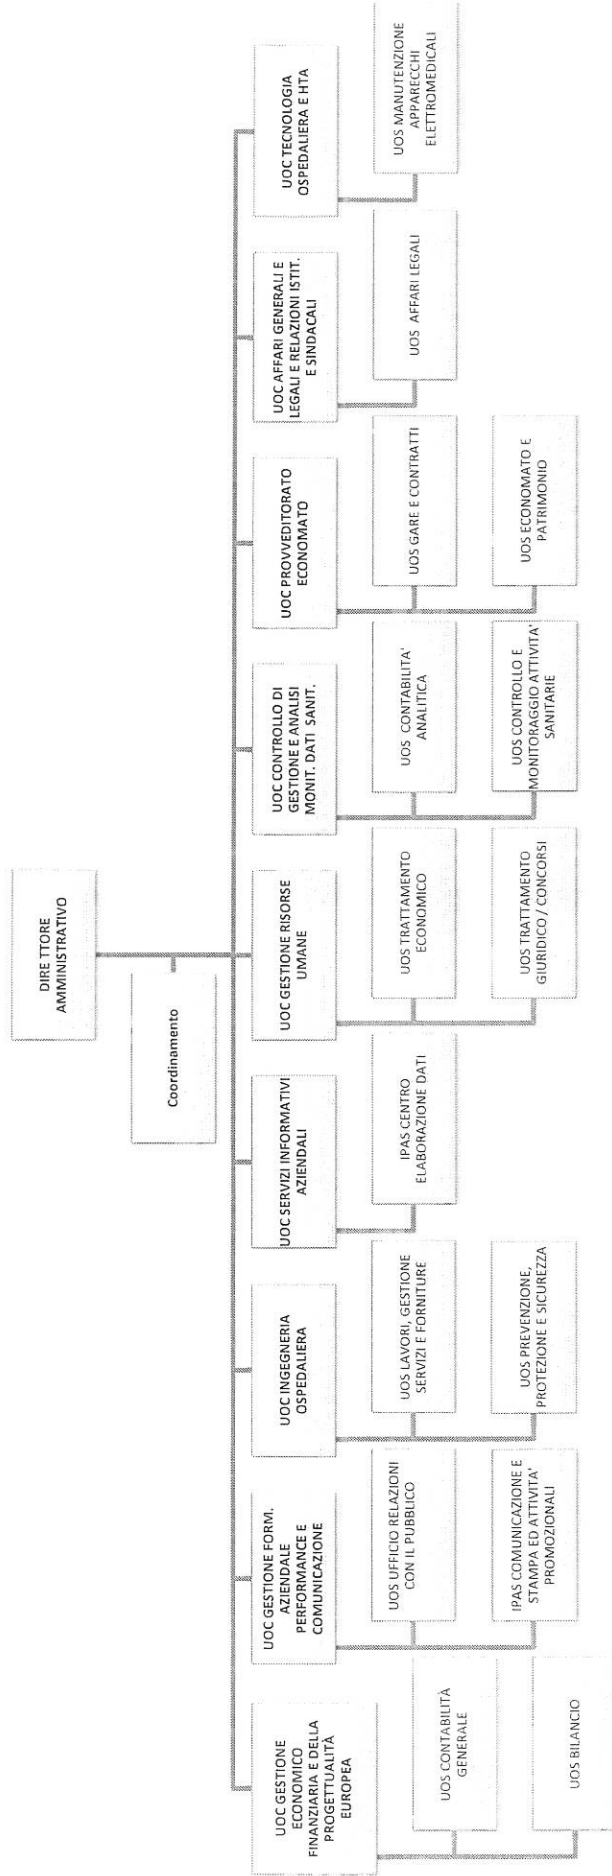 DIRE TTORE
AMMINISTRATIVO
Coordinamento
UOC GESTIONE
ECONOMICO
FINANZIARIA E DELLA
PROGETTUALITÀ
EUROPEA
UOS CONTABILITÀ
GENERALE
UOS BILANCIO
UOC GESTIONE FORM.
AZIENDALE
PERFORMANCE E
COMUNICAZIONE
UOS UFFICIO RELAZIONI
CON IL PUBBLICO
IPAS COMUNICAZIONE E
STAMPA ED ATTIVITA'
PROMOZIONALI
UOC INGEGNERIA
OSPEDALIERA
UOS LAVORI, GESTIONE
SERVIZI E FORNITURE
UOS PREVENZIONE,
PROTEZIONE E SICUREZZA
UOC SERVIZI INFORMATIVI
AZIENDALI
IPAS CENTRO
ELABORAZIONE DATI
UOC GESTIONE RISORSE
UMANE
UOS TRATTAMENTO
ECONOMICO
UOS TRATTAMENTO
GIURIDICO / CONCORSI
UOC CONTROLLO DI
GESTIONE E ANALISI
MONIT. DATI SANIT.
UOS CONTABILITA'
ANALITICA
UOS CONTROLLO E
MONITORAGGIO ATTIVITA'
SANITARIE
UOC PROVVEDITORATO
ECONOMATO
UOS GARE E CONTRATTI
UOS ECONOMATO E
PATRIMONIO
UOC AFFARI GENERALI E
LEGALI E RELAZIONI ISTIT.
E SINDACALI
UOS AFFARI LEGALI
UOC TECNOLOGIA
OSPEDALIERA E HTA
UOS MANUTENZIONE
APPARECCHI
ELETTROMEDICALI